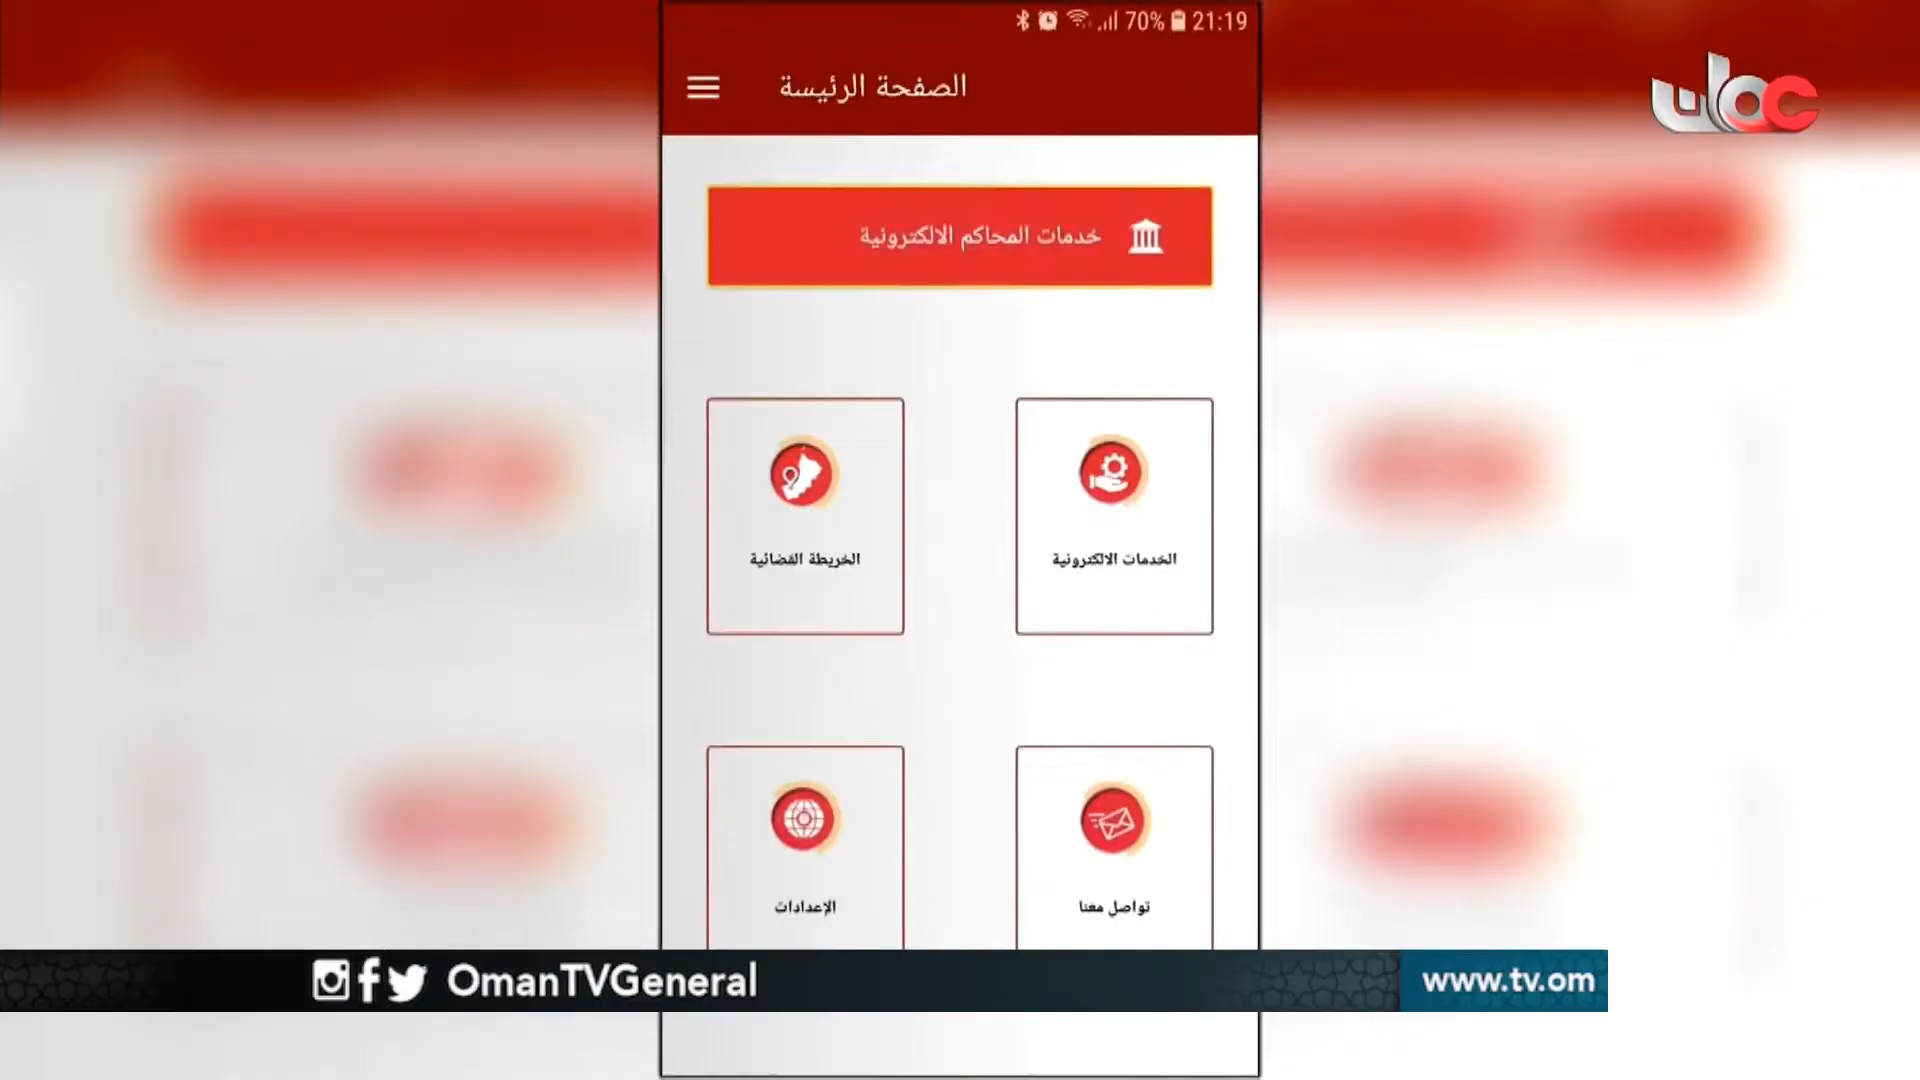 70% 21:19
الصفحة الرئيسة
عمان
خدمات المحاكم الالكترونية
الخدمات الالكترونية
الخريطة القضائية
تواصل معنا
الإعدادات
OmanTVGeneral
www.tv.om